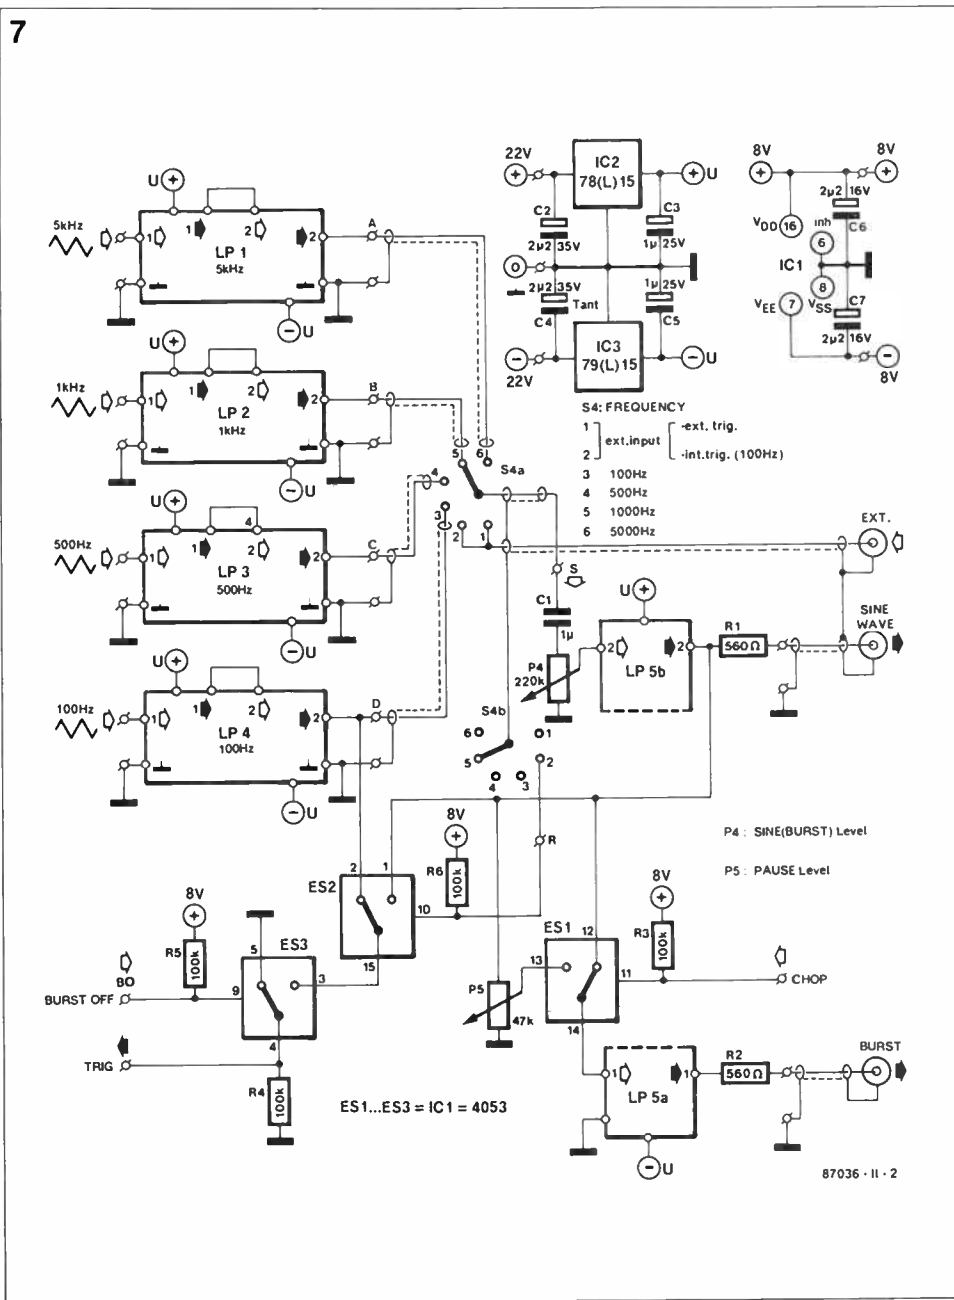 7
22V
IC2
78(L)15
U
C2
2µ2 35V
C3
1µ 25V
0
2µ2 35V
Tant
C4
1µ 25V
C5
IC3
79(L)15
22V
U
8V
8V
2µ2 16V
C6
VDD 16
inh
6
IC1
8
VSS
VEE 7
C7
2µ2 16V
8V
5kHz
U
1
1
2
2
LP 1
5kHz
A
U
1kHz
U
1
1
2
2
LP 2
1kHz
B
U
500Hz
U
1
1
4
2
2
LP 3
500Hz
C
U
100Hz
U
1
1
2
2
LP 4
100Hz
D
U
S4: FREQUENCY
1
2
ext.input
-ext. trig.
-int.trig. (100Hz)
3 100Hz
4 500Hz
5 1000Hz
6 5000Hz
5
6
S4a
4
3
2
1
EXT.
S
C1
1µ
P4
220k
U
2
2
LP 5b
R1
560Ω
SINE
WAVE
S4b
6
1
5
2
4
3
R
P4 : SINE(BURST) Level
P5 : PAUSE Level
8V
R6
100k
ES2
2
1
10
15
8V
R5
100k
ES3
5
9
3
4
BO
BURST OFF
TRIG
R4
100k
P5
47k
ES1
12
13
11
14
8V
R3
100k
CHOP
1
1
LP 5a
U
R2
560Ω
BURST
ES1...ES3 = IC1 = 4053
87036 - II - 2